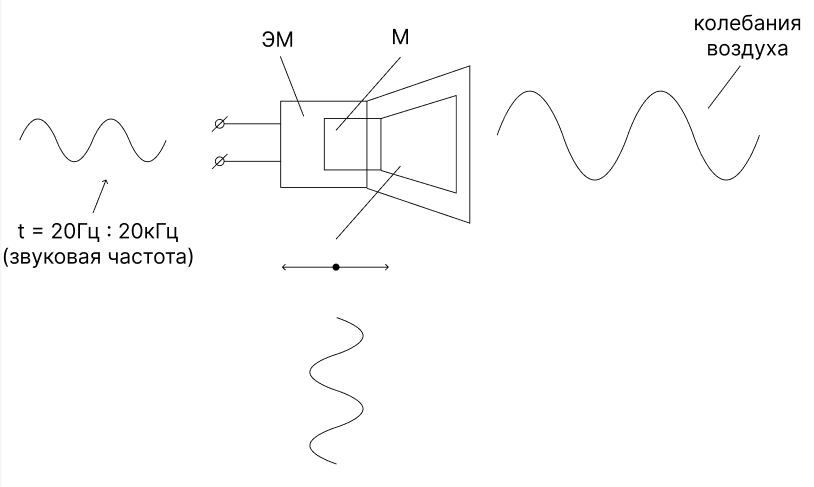 колебания
воздуха
ЭМ
М
t = 20Гц : 20кГц
(звуковая частота)